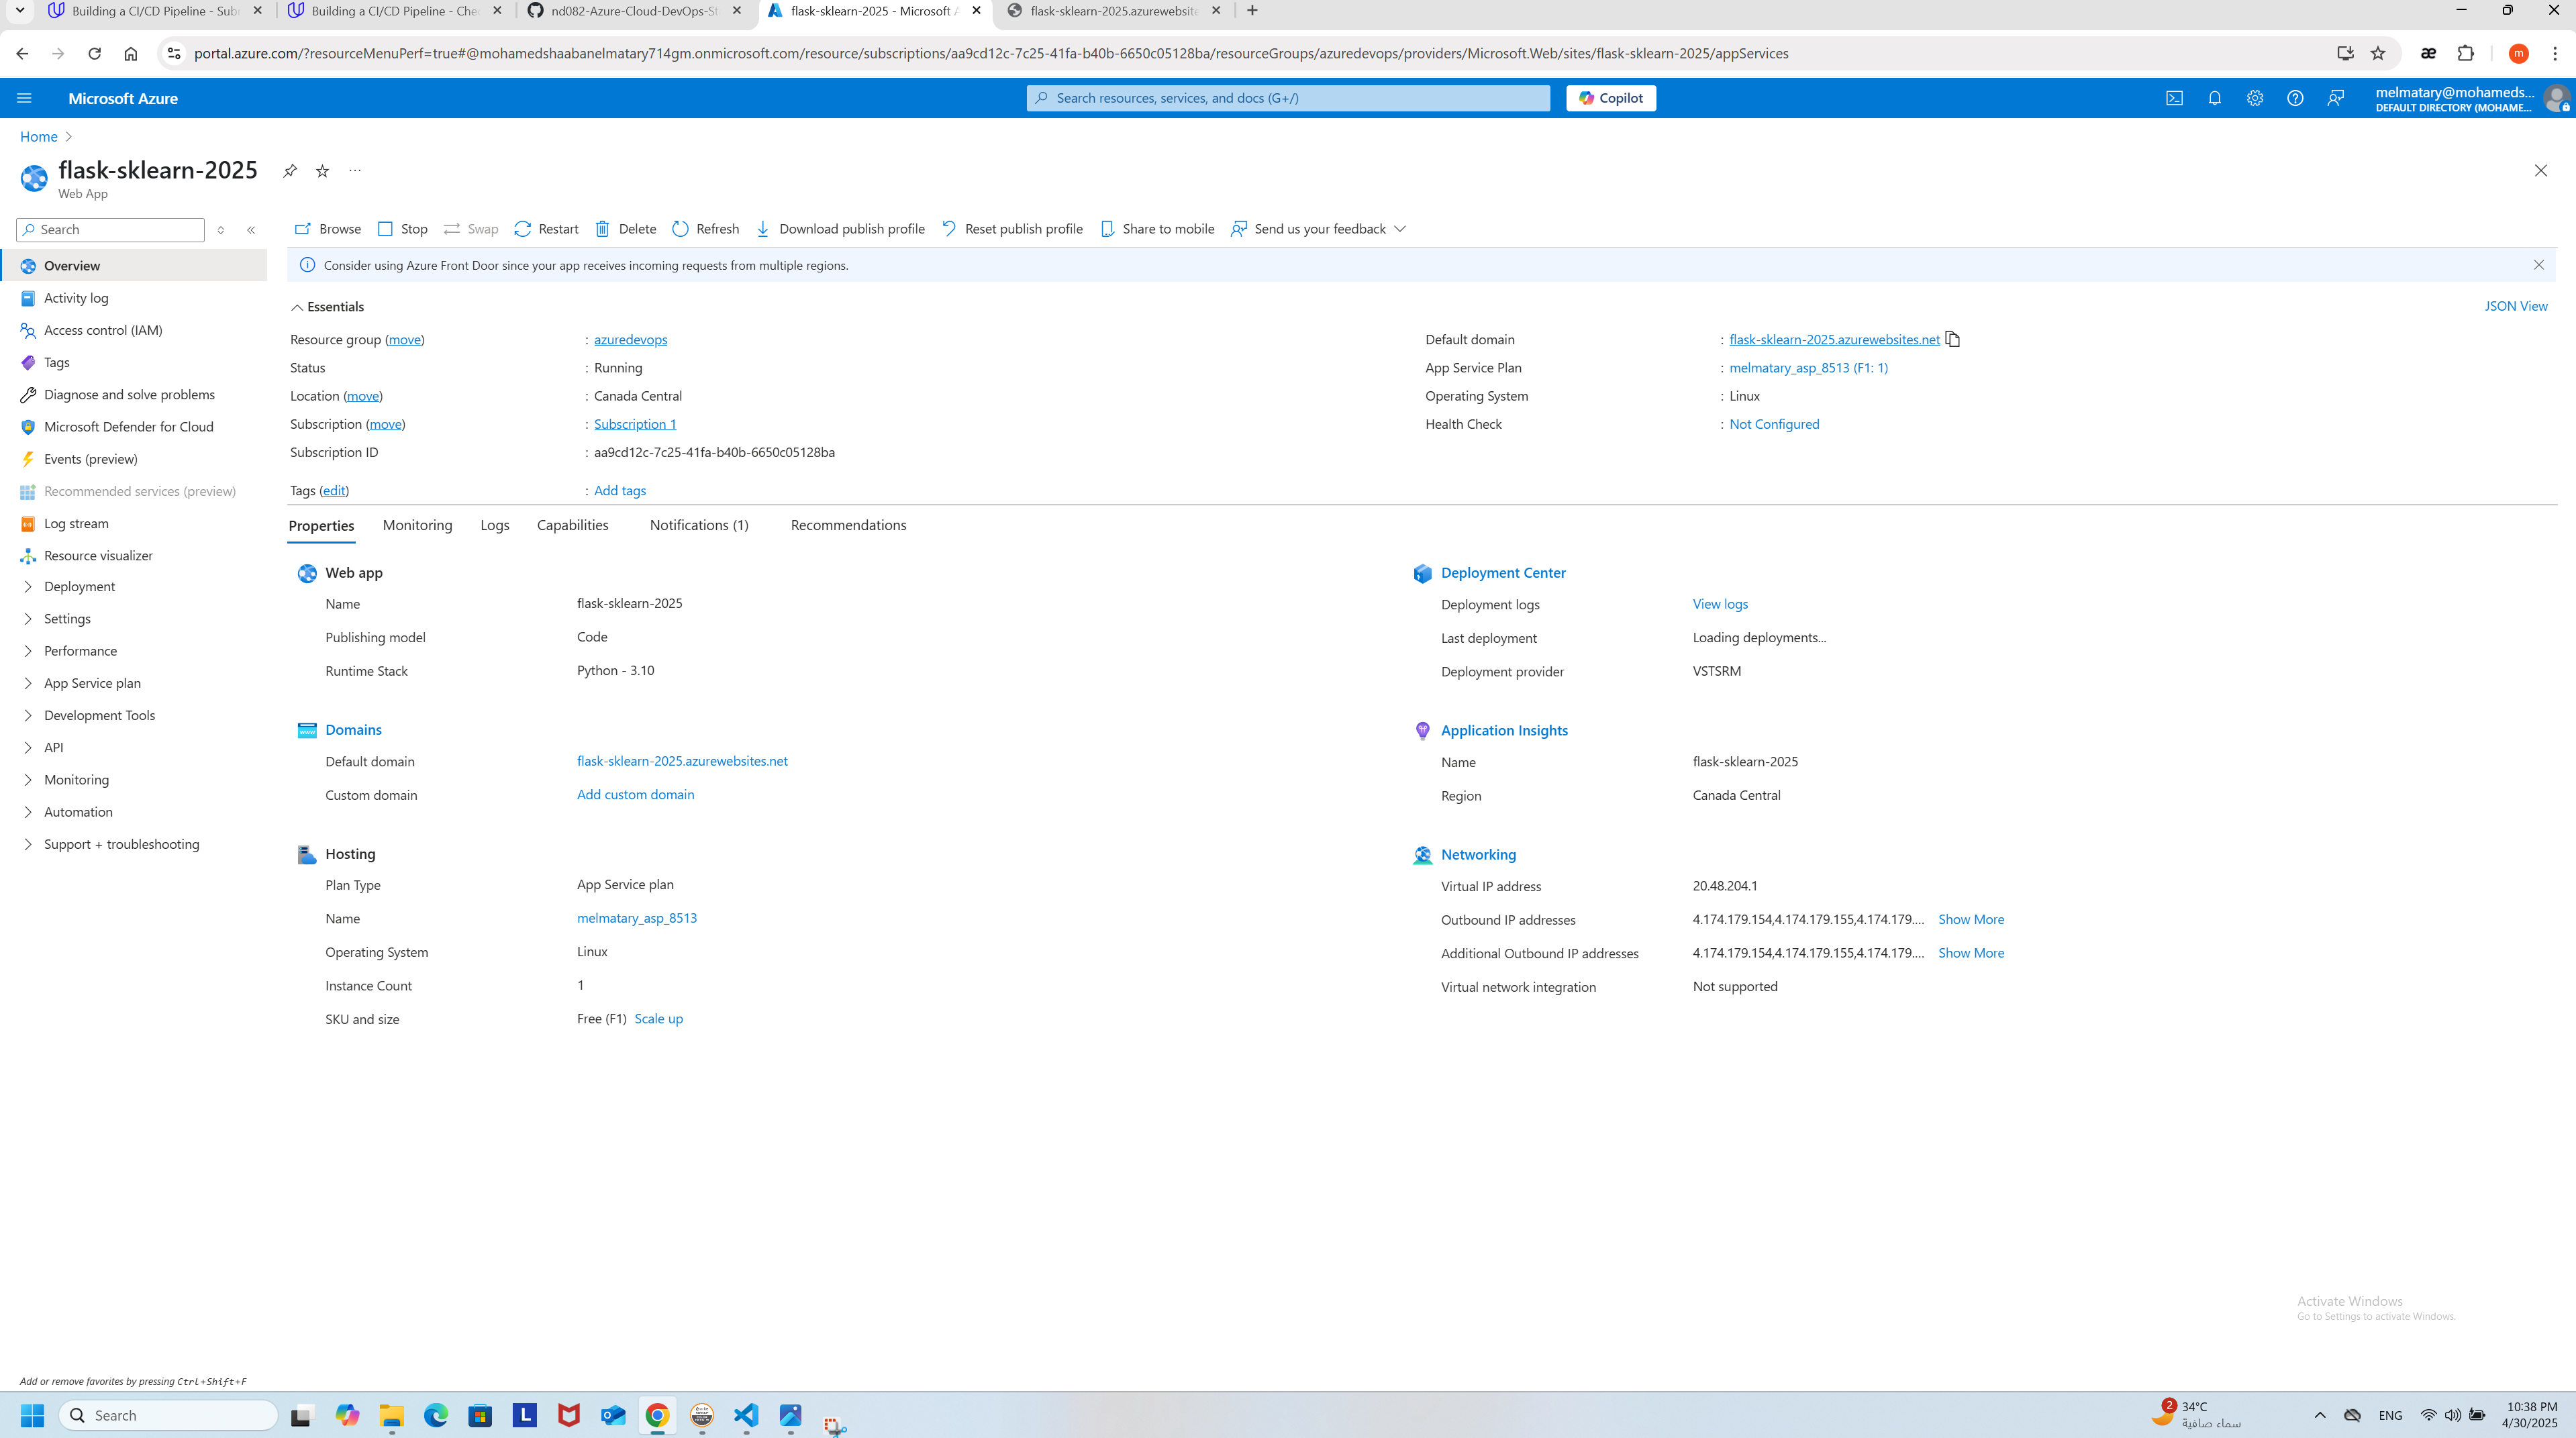 Building a CI/CD Pipeline - Sub
Building a CI/CD Pipeline - Che
nd082-Azure-Cloud-DevOps-St
flask-sklearn-2025 - Microsoft A
flask-sklearn-2025.azurewebsite
portal.azure.com/?resourceMenuPerf=true#@mohamedshaabanelmatary714gm.onmicrosoft.com/resource/subscriptions/aa9cd12c-7c25-41fa-b40b-6650c05128ba/resourceGroups/azuredevops/providers/Microsoft.Web/sites/flask-sklearn-2025/appServices
æ
m
Microsoft Azure
Search resources, services, and docs (G+/)
Copilot
melmatary@mohameds...
DEFAULT DIRECTORY (MOHAME...
Home
flask-sklearn-2025
Web App
Search
Browse Stop Swap Restart Delete Refresh Download publish profile Reset publish profile Share to mobile Send us your feedback
Overview
Activity log
Access control (IAM)
Tags
Diagnose and solve problems
Microsoft Defender for Cloud
Events (preview)
Recommended services (preview)
Log stream
Resource visualizer
Deployment
Settings
Performance
App Service plan
Development Tools
API
Monitoring
Automation
Support + troubleshooting
Consider using Azure Front Door since your app receives incoming requests from multiple regions.
Essentials
JSON View
Resource group (move) : azuredevops
Status : Running
Location (move) : Canada Central
Subscription (move) : Subscription 1
Subscription ID : aa9cd12c-7c25-41fa-b40b-6650c05128ba
Tags (edit) : Add tags
Default domain : flask-sklearn-2025.azurewebsites.net
App Service Plan : melmatary_asp_8513 (F1: 1)
Operating System : Linux
Health Check : Not Configured
Properties Monitoring Logs Capabilities Notifications (1) Recommendations
Web app
Name flask-sklearn-2025
Publishing model Code
Runtime Stack Python - 3.10
Domains
Default domain flask-sklearn-2025.azurewebsites.net
Custom domain Add custom domain
Hosting
Plan Type App Service plan
Name melmatary_asp_8513
Operating System Linux
Instance Count 1
SKU and size Free (F1) Scale up
Deployment Center
Deployment logs View logs
Last deployment Loading deployments...
Deployment provider VSTSRM
Application Insights
Name flask-sklearn-2025
Region Canada Central
Networking
Virtual IP address 20.48.204.1
Outbound IP addresses 4.174.179.154,4.174.179.155,4.174.179.... Show More
Additional Outbound IP addresses 4.174.179.154,4.174.179.155,4.174.179.... Show More
Virtual network integration Not supported
Activate Windows
Go to Settings to activate Windows.
Add or remove favorites by pressing Ctrl+Shift+F
Search
L
2
34°C
سماء صافية
ENG
10:38 PM
4/30/2025